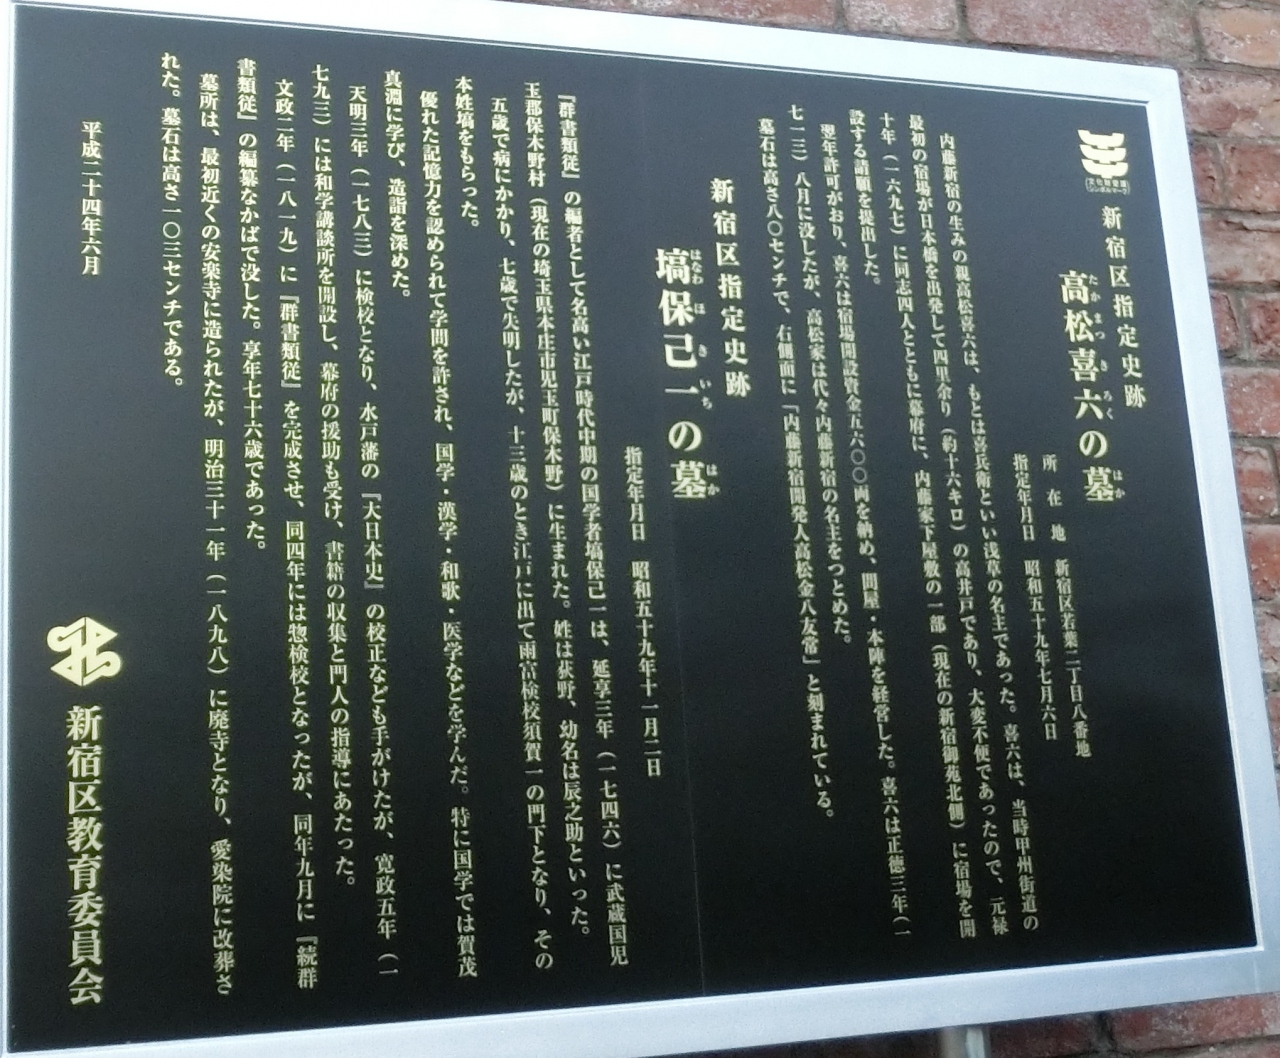 文化財愛護
シンボルマーク
新宿区指定史跡
高松喜六の墓
たかまつきろく はか
所在地 新宿区若葉二丁目八番地
指定年月日 昭和五十九年七月六日
内藤新宿の生みの親高松喜六は、もとは喜兵衛といい浅草の名主であった。喜六は、当時甲州街道の
最初の宿場が日本橋を出発して四里余り（約十六キロ）の高井戸であり、大変不便であったので、元禄
十年（一六九七）に同志四人とともに幕府に、内藤家下屋敷の一部（現在の新宿御苑北側）に宿場を開
設する請願を提出した。
翌年許可がおり、喜六は宿場開設資金五六〇〇両を納め、問屋・本陣を経営した。喜六は正徳三年（一
七一三）八月に没したが、高松家は代々内藤新宿の名主をつとめた。
墓石は高さ八〇センチで、右側面に「内藤新宿開発人高松金八友常」と刻まれている。
新宿区指定史跡
塙保己一の墓
はなわほきいち はか
指定年月日 昭和五十九年十一月二日
『群書類従』の編者として名高い江戸時代中期の国学者塙保己一は、延享三年（一七四六）に武蔵国児
玉郡保木野村（現在の埼玉県本庄市児玉町保木野）に生まれた。姓は荻野、幼名は辰之助といった。
五歳で病にかかり、七歳で失明したが、十三歳のとき江戸に出て雨富検校須賀一の門下となり、その
本姓塙をもらった。
優れた記憶力を認められて学問を許され、国学・漢学・和歌・医学などを学んだ。特に国学では賀茂
真淵に学び、造詣を深めた。
天明三年（一七八三）に検校となり、水戸藩の『大日本史』の校正なども手がけたが、寛政五年（一
七九三）には和学講談所を開設し、幕府の援助も受け、書籍の収集と門人の指導にあたった。
文政二年（一八一九）に『群書類従』を完成させ、同四年には惣検校となったが、同年九月に『続群
書類従』の編纂なかばで没した。享年七十六歳であった。
墓所は、最初近くの安楽寺に造られたが、明治三十一年（一八九八）に廃寺となり、愛染院に改葬さ
れた。墓石は高さ一〇三センチである。
平成二十四年六月
新宿区教育委員会